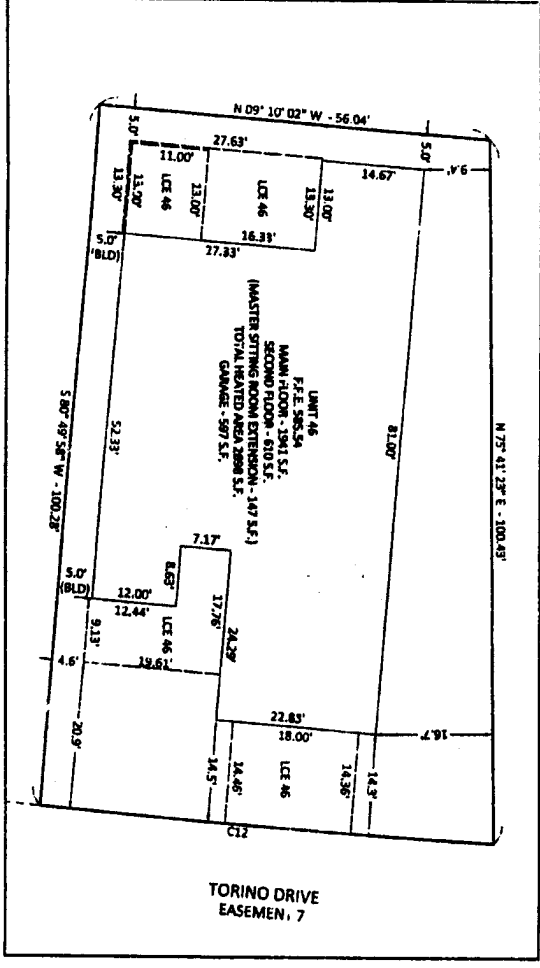 N 09° 10' 02" W - 56.04'
5.0'
27.63'
5.0'
11.00'
14.67'
9.4'
13.30'
13.00'
LCE 46
13.00'
LCE 46
13.30'
13.00'
16.33'
27.33'
5.0'
(BLD)
UNIT 46
F.F.E. 585.54
MAIN FLOOR - 1941 S.F.
SECOND FLOOR - 610 S.F.
(MASTER SITTING ROOM EXTENSION - 147 S.F.)
TOTAL HEATED AREA 2698 S.F.
GARAGE - 597 S.F.
N 75° 41' 23" E - 100.43'
81.00'
52.33'
S 80° 49' 58" W - 100.28'
7.17'
8.63'
5.0'
(BLD)
12.00'
12.44'
LCE 46
17.76'
24.29'
9.13'
19.61'
4.6'
22.83'
18.00'
16.7'
20.9'
14.5'
14.46'
LCE 46
14.36'
14.3'
C12
TORINO DRIVE
EASEMEN, 7